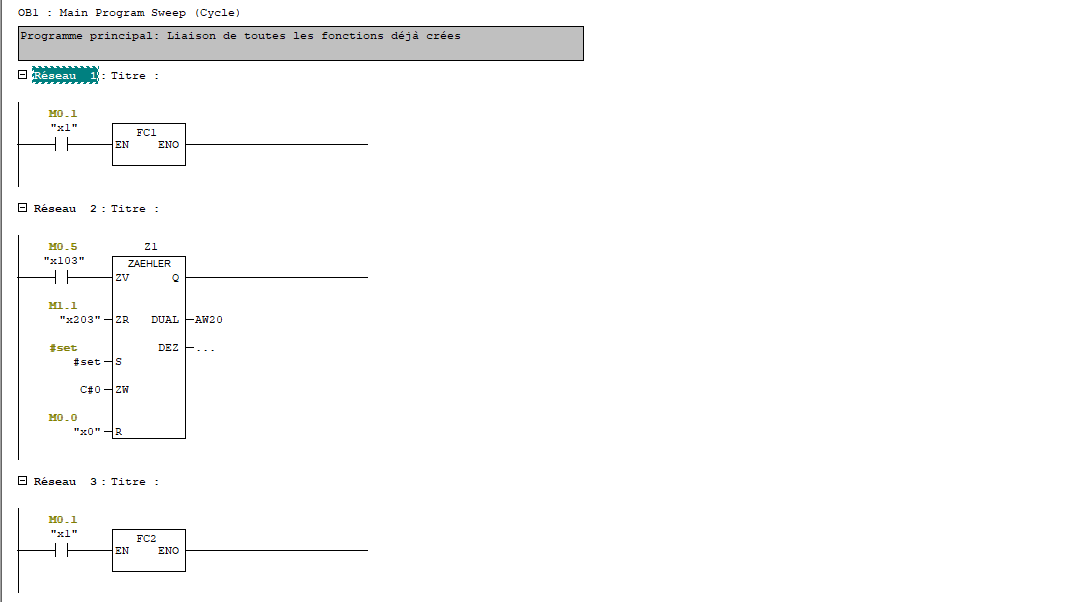 OB1 : Main Program Sweep (Cycle)
Programme principal: Liaison de toutes les fonctions déjà crées
Réseau 1 : Titre :
M0.1
"x1"
FC1
EN ENO
Réseau 2 : Titre :
M0.5 Z1
"x103" ZAEHLER
ZV Q
M1.1
"x203" ZR DUAL AW20
#set DEZ ...
#set S
C#0 ZW
M0.0
"x0" R
Réseau 3 : Titre :
M0.1
"x1"
FC2
EN ENO